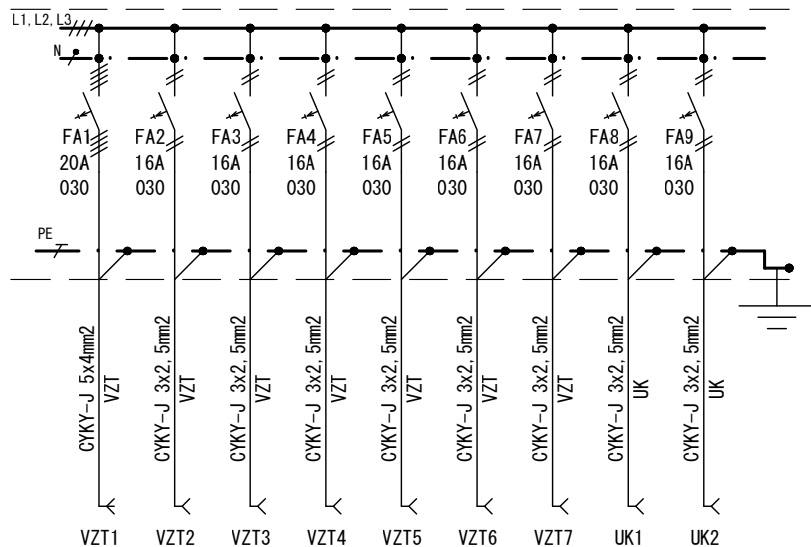 L1, L2, L3
N
FA1 FA2 FA3 FA4 FA5 FA6 FA7 FA8 FA9
20A 16A 16A 16A 16A 16A 16A 16A 16A
030 030 030 030 030 030 030 030 030
PE
CYKY-J 5x4mm2
VZT
CYKY-J 3x2,5mm2
VZT
CYKY-J 3x2,5mm2
VZT
CYKY-J 3x2,5mm2
VZT
CYKY-J 3x2,5mm2
VZT
CYKY-J 3x2,5mm2
VZT
CYKY-J 3x2,5mm2
VZT
CYKY-J 3x2,5mm2
UK
CYKY-J 3x2,5mm2
UK
VZT1 VZT2 VZT3 VZT4 VZT5 VZT6 VZT7 UK1 UK2